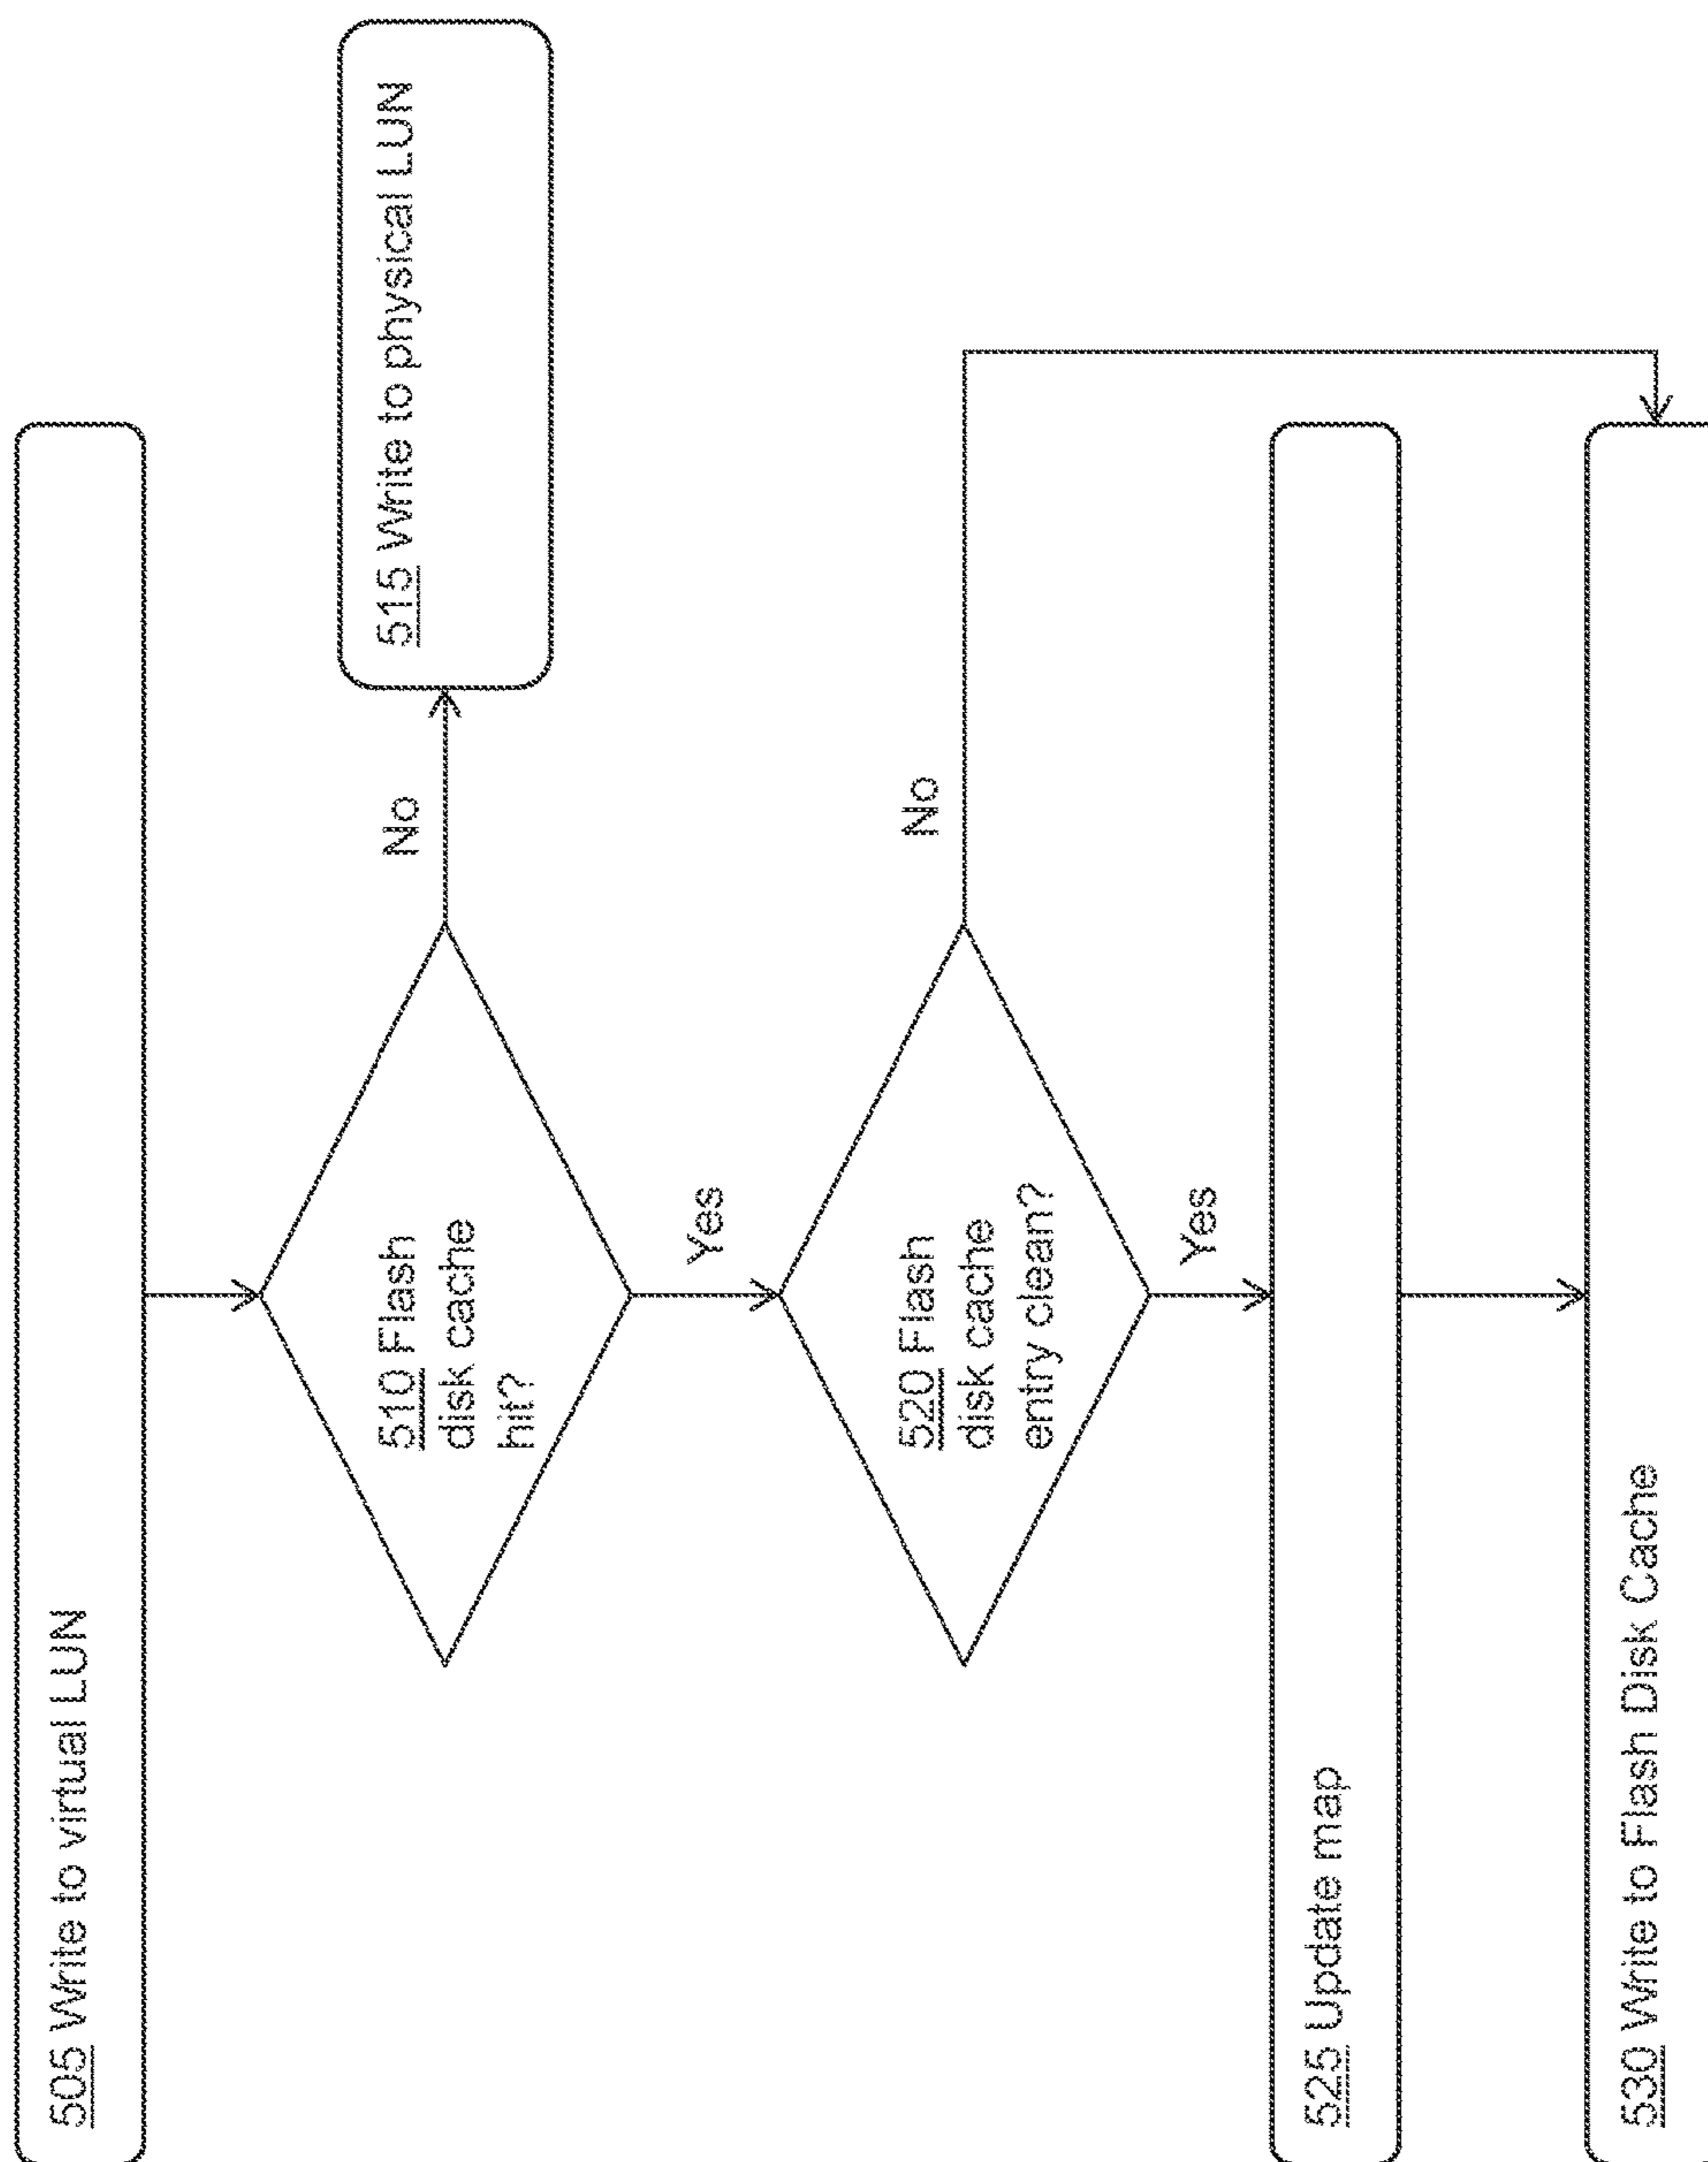 505 Write to virtual LUN
510 Flash
disk cache
hit?
No
515 Write to physical LUN
Yes
520 Flash
disk cache
entry clean?
No
Yes
525 Update map
530 Write to Flash Disk Cache